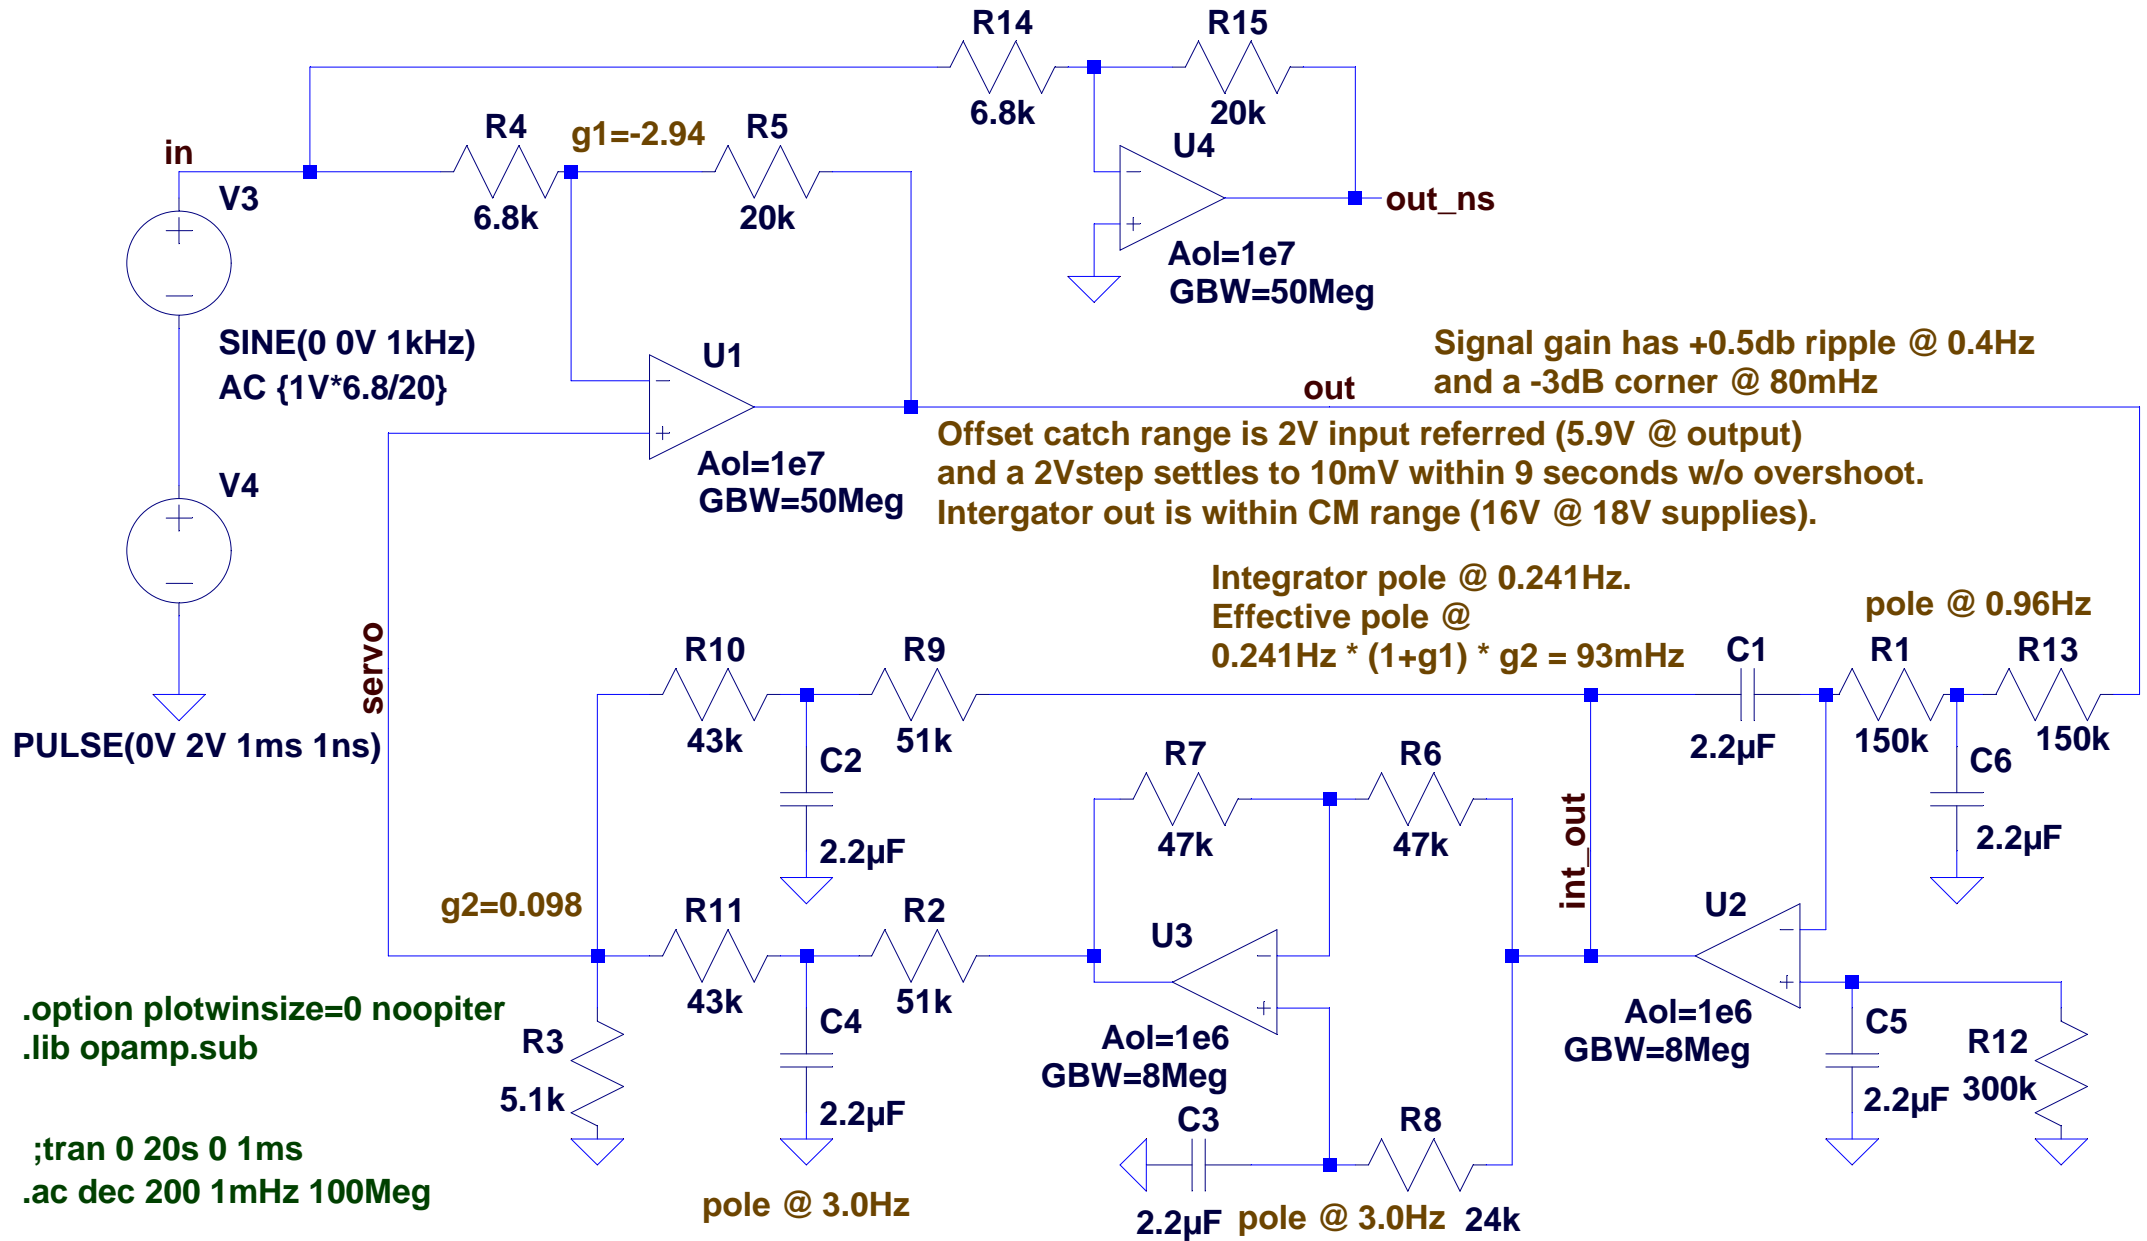 R14
R15
6.8k
20k
U4
out_ns
Aol=1e7
GBW=50Meg
in
V3
R4
g1=-2.94
R5
6.8k
20k
SINE(0 0V 1kHz)
AC {1V*6.8/20}
U1
Aol=1e7
GBW=50Meg
Signal gain has +0.5db ripple @ 0.4Hz
and a -3dB corner @ 80mHz
out
Offset catch range is 2V input referred (5.9V @ output)
and a 2Vstep settles to 10mV within 9 seconds w/o overshoot.
Intergator out is within CM range (16V @ 18V supplies).
V4
PULSE(0V 2V 1ms 1ns)
servo
Integrator pole @ 0.241Hz.
Effective pole @
0.241Hz * (1+g1) * g2 = 93mHz
pole @ 0.96Hz
R10
R9
C1
R1
R13
43k
51k
2.2µF
150k
150k
C2
2.2µF
R7
R6
47k
47k
int_out
C6
2.2µF
g2=0.098
R11
R2
U3
U2
43k
51k
Aol=1e6
GBW=8Meg
Aol=1e6
GBW=8Meg
C4
2.2µF
C5
2.2µF
R12
300k
R3
5.1k
C3
2.2µF
R8
24k
pole @ 3.0Hz
pole @ 3.0Hz
.option plotwinsize=0 noopiter
.lib opamp.sub
;tran 0 20s 0 1ms
.ac dec 200 1mHz 100Meg